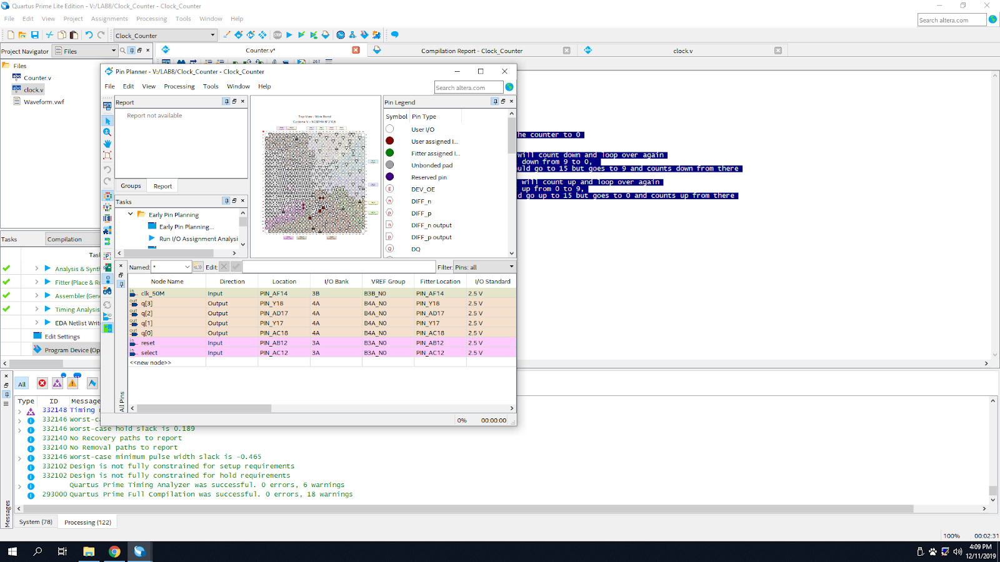 Quartus Prime Lite Edition - V:/LAB8/Clock_Counter - Clock_Counter
File Edit View Project Assignments Processing Tools Window Help
Search altera.com
Clock_Counter
Project Navigator Files
Counter.v*
Compilation Report - Clock_Counter
clock.v
Files
Counter.v
clock.v
Waveform.vwf
267
Pin Planner - V:/LAB8/Clock_Counter - Clock_Counter
File Edit View Processing Tools Window Help
Search altera.com
Report
Report not available
Groups Report
Tasks
Early Pin Planning
Early Pin Planning...
Run I/O Assignment Analysi
Top View - Wire Bond
Cyclone V - 5CSEMA5F31C6
Pin Legend
Symbol Pin Type
User I/O
User assigned I...
Fitter assigned I...
Unbonded pad
Reserved pin
E DEV_OE
n DIFF_n
p DIFF_p
n DIFF_n output
p DIFF_p output
Q DQ
he counter to 0
will count down and loop over again
down from 9 to 0,
uld go to 15 but goes to 9 and counts down from there
will count up and loop over again
up from 0 to 9,
d go up to 15 but goes to 0 and counts up from there
Named: * Edit: Filter: Pins: all
Node Name Direction Location I/O Bank VREF Group Fitter Location I/O Standard
in clk_50M Input PIN_AF14 3B B3B_N0 PIN_AF14 2.5 V
out q[3] Output PIN_Y18 4A B4A_N0 PIN_Y18 2.5 V
out q[2] Output PIN_AD17 4A B4A_N0 PIN_AD17 2.5 V
out q[1] Output PIN_Y17 4A B4A_N0 PIN_Y17 2.5 V
out q[0] Output PIN_AC18 4A B4A_N0 PIN_AC18 2.5 V
in reset Input PIN_AB12 3A B3A_N0 PIN_AB12 2.5 V
in select Input PIN_AC12 3A B3A_N0 PIN_AC12 2.5 V
<<new node>>
All Pins
0% 00:00:00
Tasks Compilation
Tas
Analysis & Synth
Fitter (Place & Ro
Assembler (Gene
Timing Analysis
EDA Netlist Write
Edit Settings
Program Device (Op
All
Type ID Message
332148 Timing
332146 Worst-ca
332146 Worst-case hold slack is 0.189
332140 No Recovery paths to report
332140 No Removal paths to report
332146 Worst-case minimum pulse width slack is -0.465
332102 Design is not fully constrained for setup requirements
332102 Design is not fully constrained for hold requirements
Quartus Prime Timing Analyzer was successful. 0 errors, 6 warnings
293000 Quartus Prime Full Compilation was successful. 0 errors, 18 warnings
Messages
System (78) Processing (122)
100% 00:02:31
4:09 PM
12/11/2019